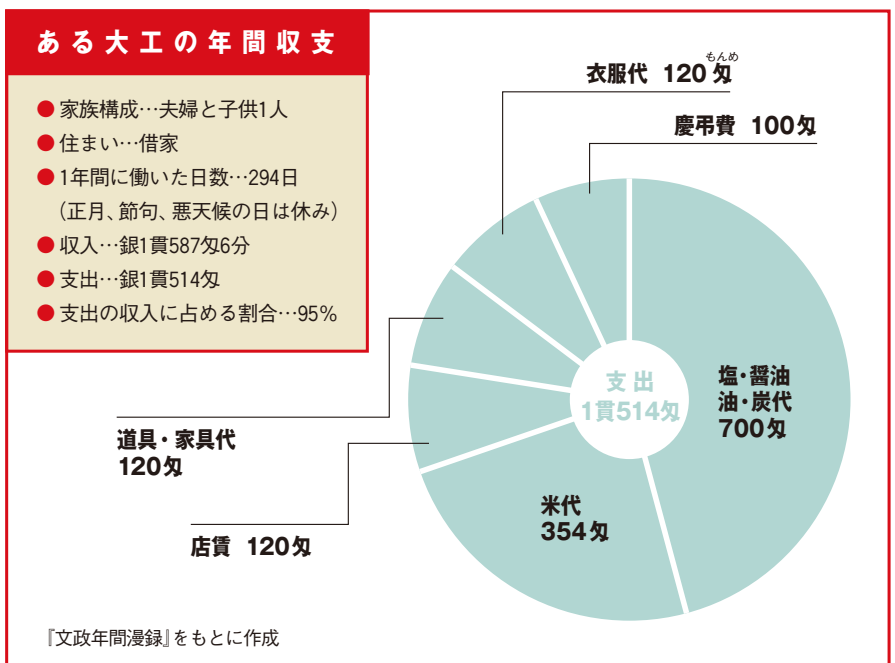 ある大工の年間収支
● 家族構成…夫婦と子供1人
● 住まい…借家
● 1年間に働いた日数…294日
（正月、節句、悪天候の日は休み）
● 収入…銀1貫587匁6分
● 支出…銀1貫514匁
● 支出の収入に占める割合…95%
もんめ
衣服代 120匁
慶弔費 100匁
支出
1貫514匁
塩・醤油
油・炭代
700匁
道具・家具代
120匁
店賃 120匁
米代
354匁
『文政年間漫録』をもとに作成